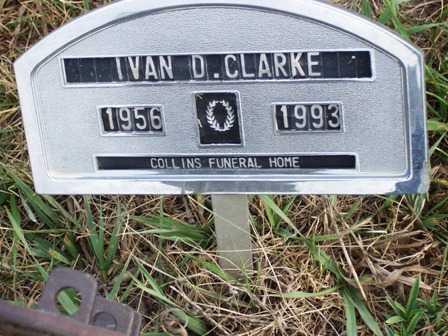 IVAN D. CLARKE
1956 1993
COLLINS FUNERAL HOME